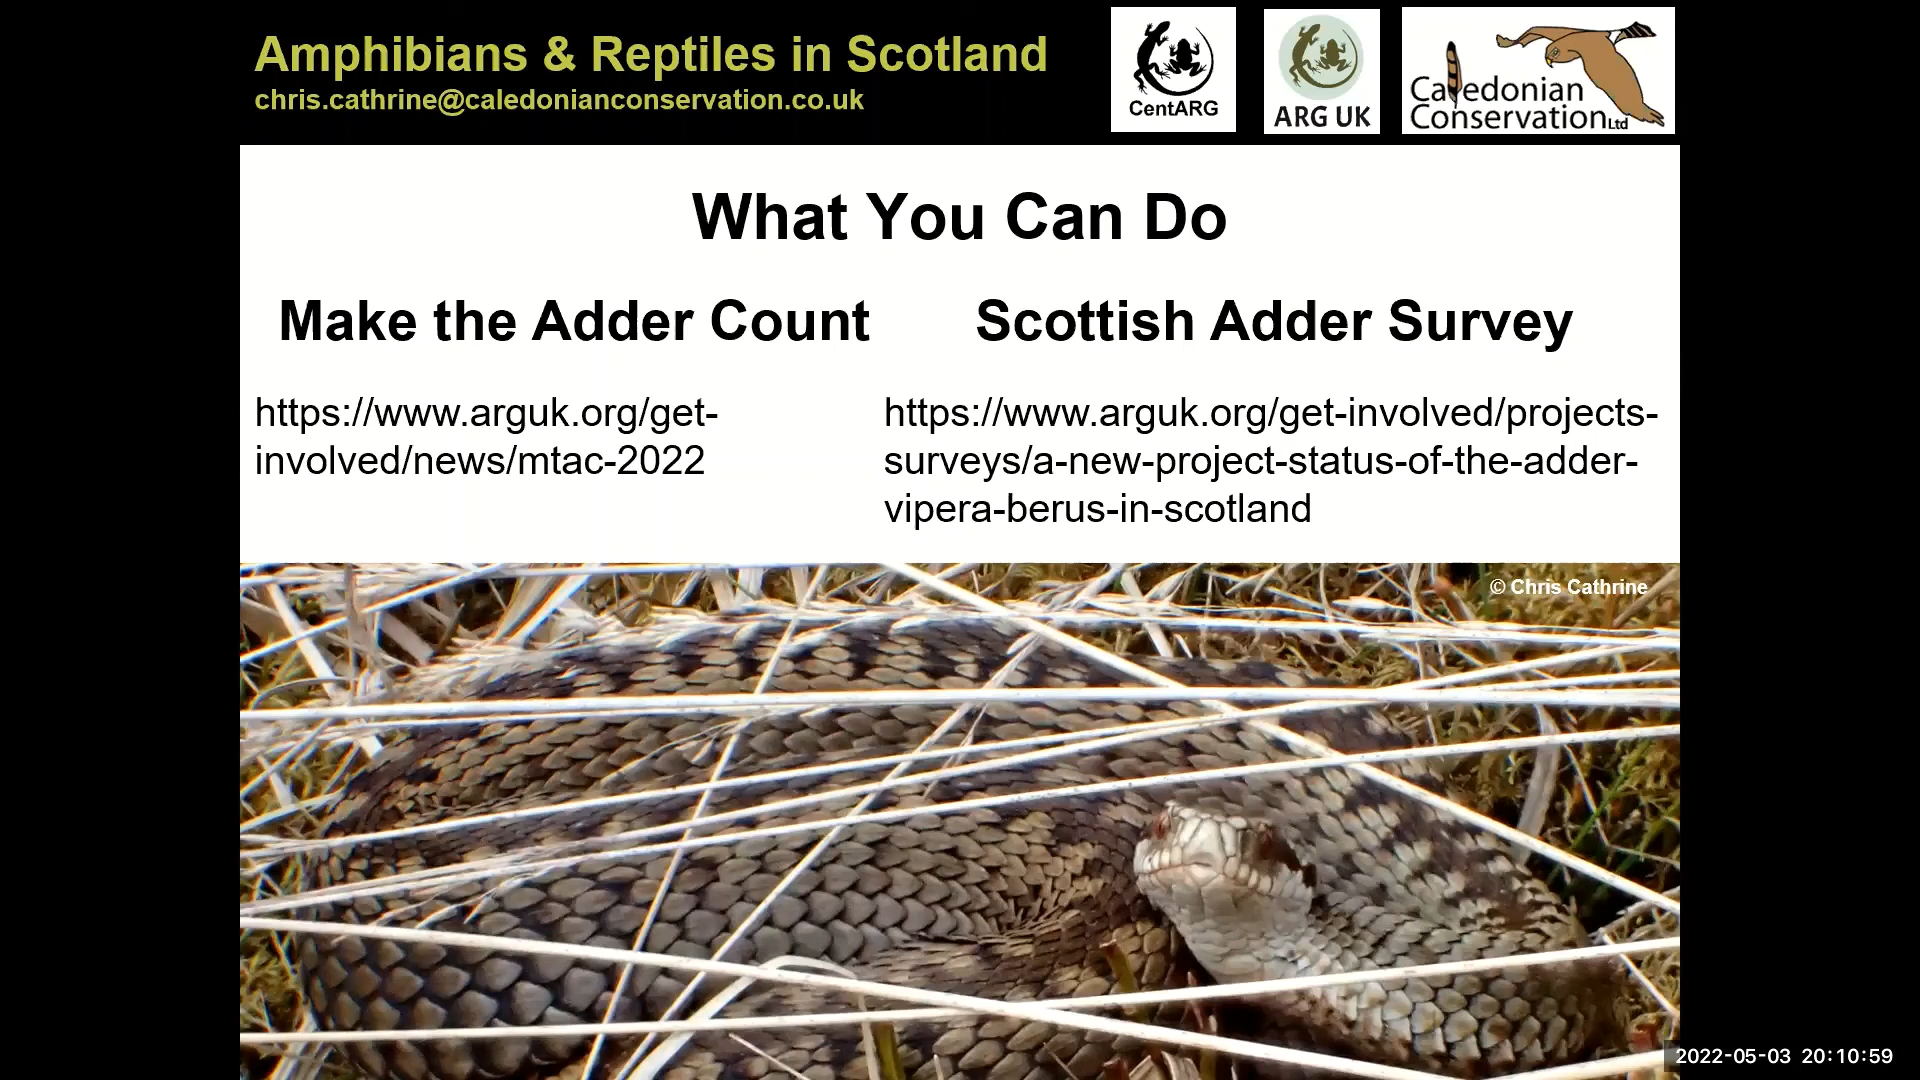 Amphibians & Reptiles in Scotland
chris.cathrine@caledonianconservation.co.uk
CentARG
ARG UK
Caledonian
Conservation Ltd
What You Can Do
Make the Adder Count
https://www.arguk.org/get-
involved/news/mtac-2022
Scottish Adder Survey
https://www.arguk.org/get-involved/projects-
surveys/a-new-project-status-of-the-adder-
vipera-berus-in-scotland
© Chris Cathrine
2022-05-03 20:10:59